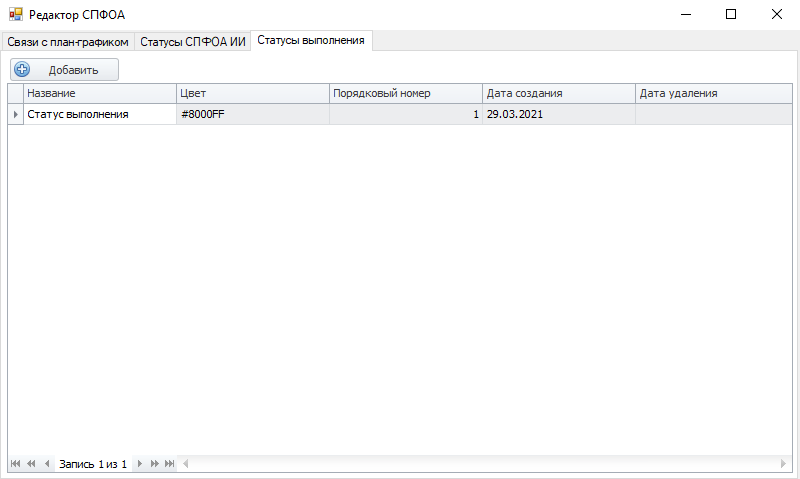 Редактор СПФОА
Связи с план-графиком Статусы СПФОА ИИ Статусы выполнения
Добавить
Название Цвет Порядковый номер Дата создания Дата удаления
Статус выполнения #8000FF 1 29.03.2021
Запись 1 из 1